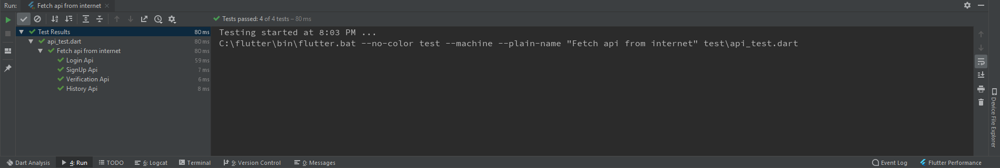 Run: Fetch api from internet
Tests passed: 4 of 4 tests – 80 ms
Test Results 80 ms
api_test.dart 80 ms
Fetch api from internet 80 ms
Login Api 59 ms
SignUp Api 7 ms
Verification Api 6 ms
History Api 8 ms
Testing started at 8:03 PM ...
C:\flutter\bin\flutter.bat --no-color test --machine --plain-name "Fetch api from internet" test\api_test.dart
Device File Explorer
Dart Analysis 4: Run TODO 6: Logcat Terminal 9: Version Control 0: Messages Event Log Flutter Performance